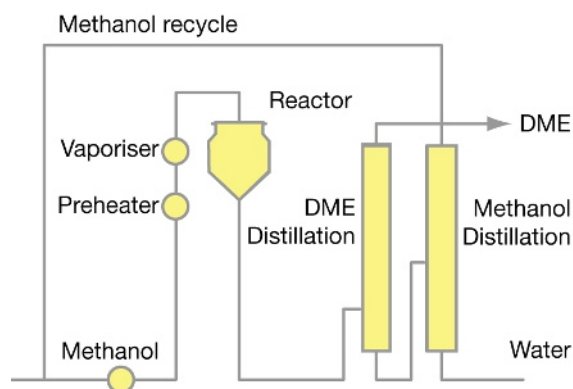 Methanol recycle
Reactor
DME
Vaporiser
Preheater
DME
Distillation
Methanol
Distillation
Methanol
Water